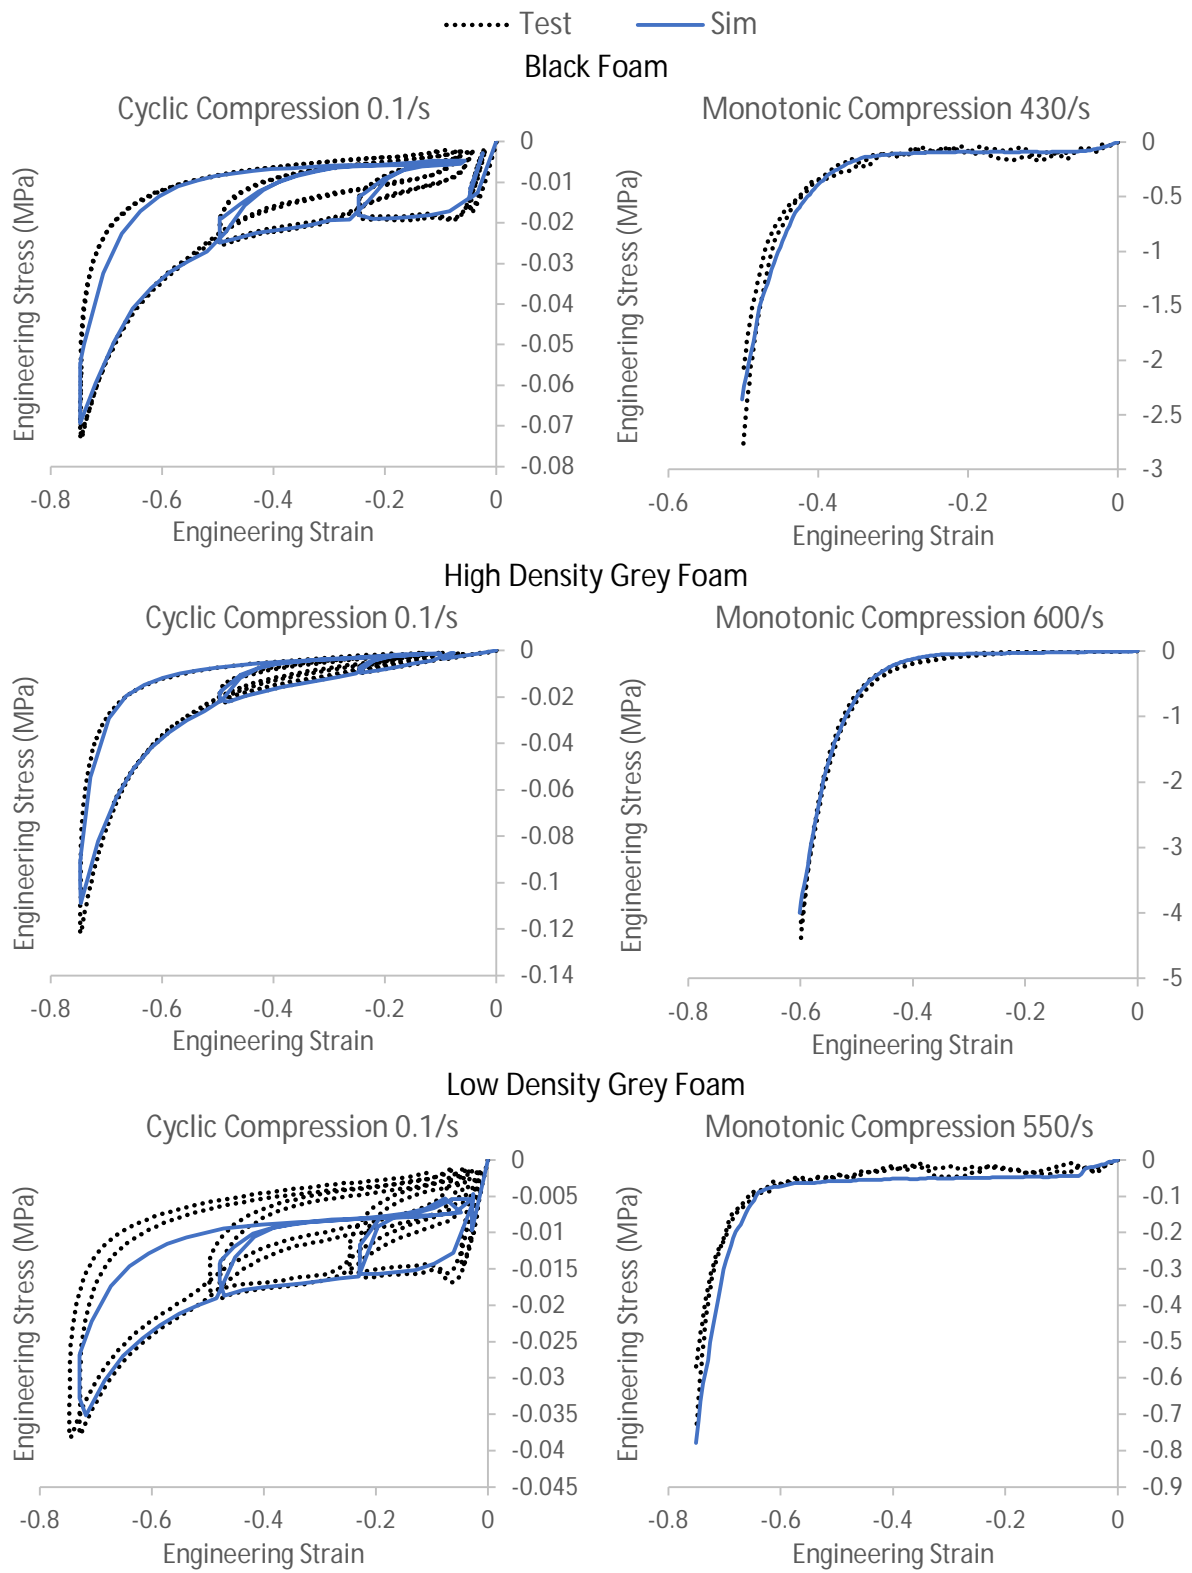 Test Sim
Black Foam
Cyclic Compression 0.1/s
Engineering Stress (MPa)
0
-0.01
-0.02
-0.03
-0.04
-0.05
-0.06
-0.07
-0.08
-0.8 -0.6 -0.4 -0.2 0
Engineering Strain
Monotonic Compression 430/s
Engineering Stress (MPa)
0
-0.5
-1
-1.5
-2
-2.5
-3
-0.6 -0.4 -0.2 0
Engineering Strain
High Density Grey Foam
Cyclic Compression 0.1/s
Engineering Stress (MPa)
0
-0.02
-0.04
-0.06
-0.08
-0.1
-0.12
-0.14
-0.8 -0.6 -0.4 -0.2 0
Engineering Strain
Monotonic Compression 600/s
Engineering Stress (MPa)
0
-1
-2
-3
-4
-5
-0.8 -0.6 -0.4 -0.2 0
Engineering Strain
Low Density Grey Foam
Cyclic Compression 0.1/s
Engineering Stress (MPa)
0
-0.005
-0.01
-0.015
-0.02
-0.025
-0.03
-0.035
-0.04
-0.045
-0.8 -0.6 -0.4 -0.2 0
Engineering Strain
Monotonic Compression 550/s
Engineering Stress (MPa)
0
-0.1
-0.2
-0.3
-0.4
-0.5
-0.6
-0.7
-0.8
-0.9
-0.8 -0.6 -0.4 -0.2 0
Engineering Strain